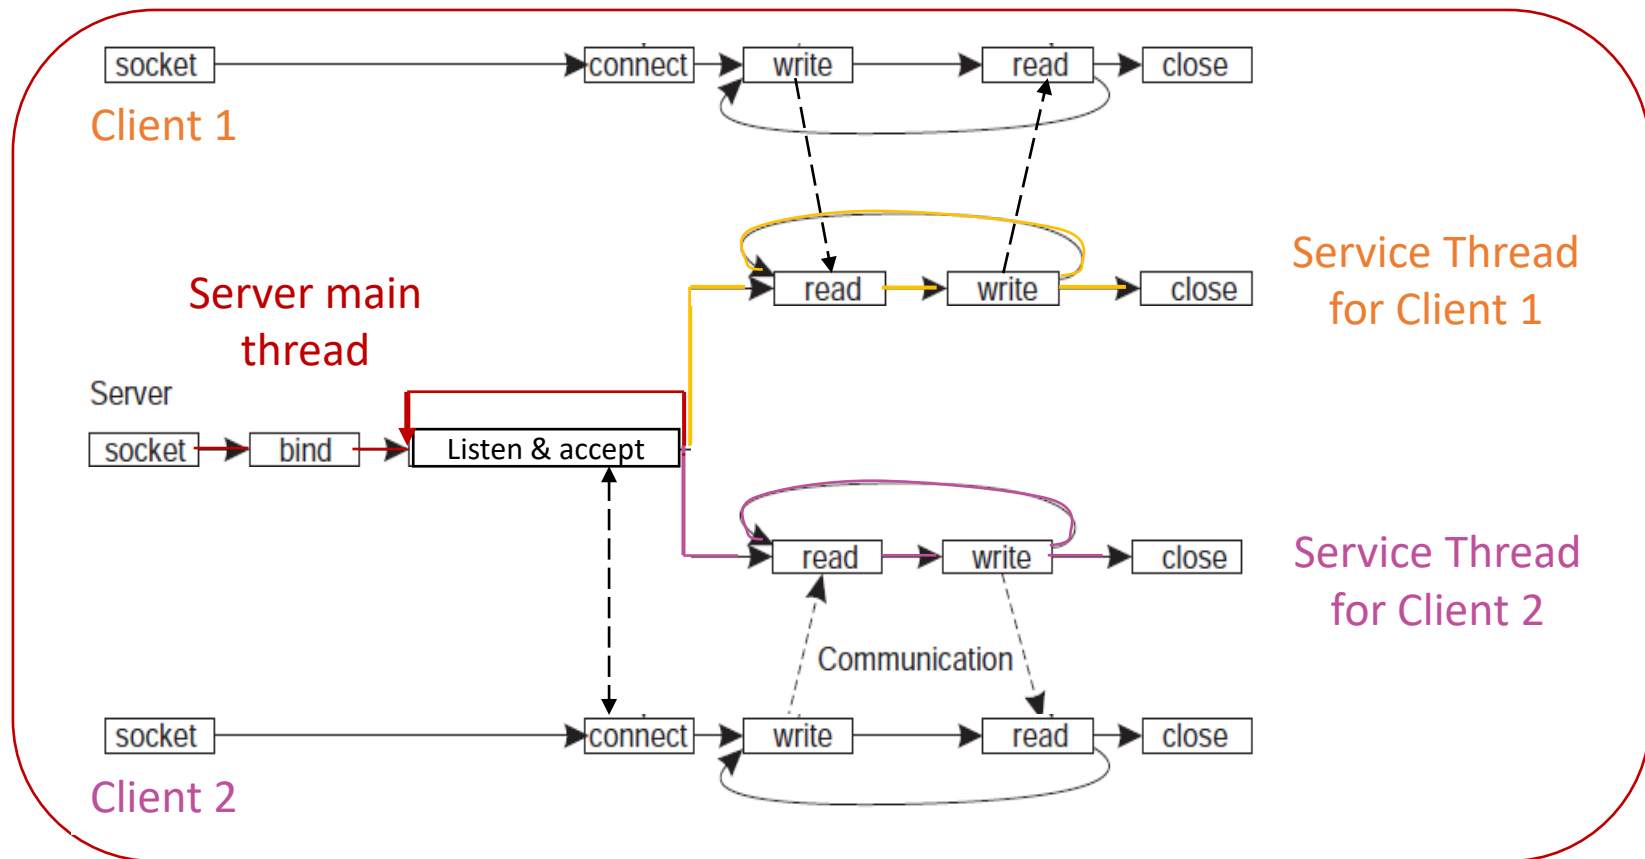 socket
connect
write
read
close
Client 1
Service Thread
for Client 1
read
write
close
Server main
thread
Server
socket
bind
Listen & accept
Service Thread
for Client 2
read
write
close
Communication
socket
connect
write
read
close
Client 2